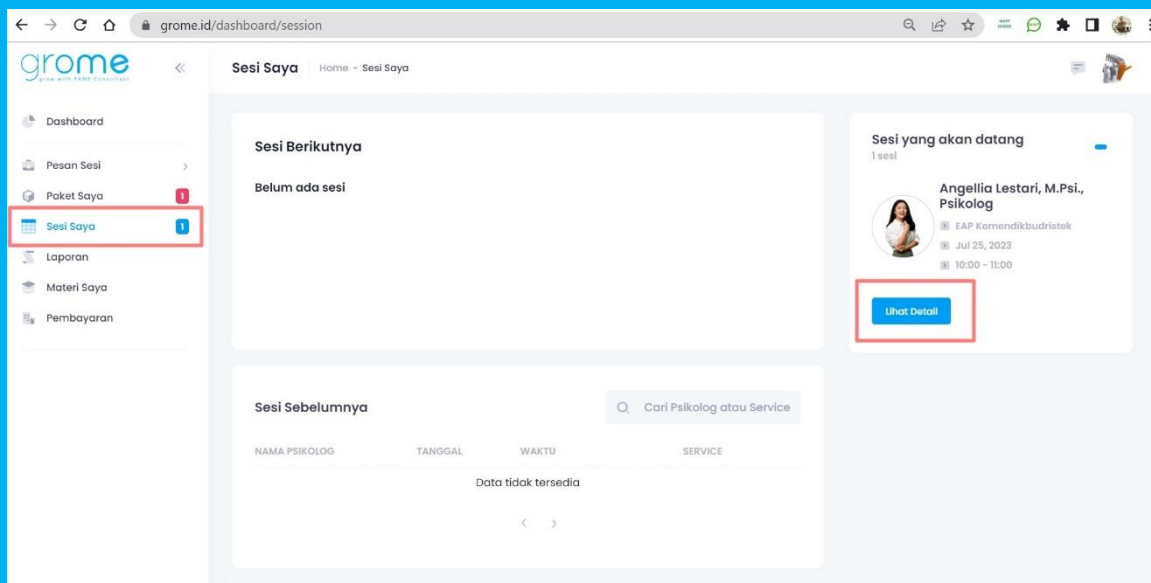 grome.id/dashboard/session
grome
grow with FAME Consultant
Sesi Saya Home - Sesi Saya
Dashboard
Pesan Sesi
Paket Saya 1
Sesi Saya 1
Laporan
Materi Saya
Pembayaran
Sesi Berikutnya
Belum ada sesi
Sesi yang akan datang
1 sesi
Angellia Lestari, M.Psi.,
Psikolog
EAP Kemendikbudristek
Jul 25, 2023
10:00 - 11:00
Lihat Detail
Sesi Sebelumnya
Cari Psikolog atau Service
NAMA PSIKOLOG TANGGAL WAKTU SERVICE
Data tidak tersedia